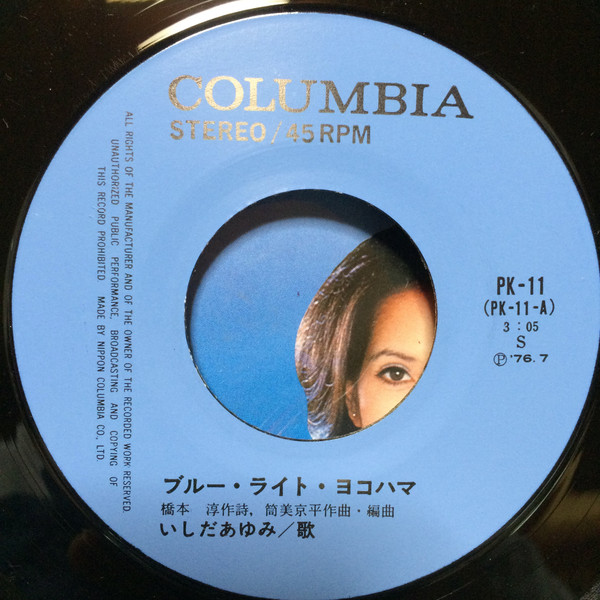 COLUMBIA
STEREO/45RPM
ALL RIGHTS OF THE MANUFACTURER AND OF THE OWNER OF THE RECORDED WORK RESERVED.
UNAUTHORIZED PUBLIC PERFORMANCE, BROADCASTING AND COPYING OF
THIS RECORD PROHIBITED MADE BY NIPPON COLUMBIA CO., LTD.
PK-11
(PK-11-A)
3:05
S
Ⓟ'76.7
ブルー・ライト・ヨコハマ
橋本 淳作詩, 筒美京平作曲・編曲
いしだあゆみ/歌